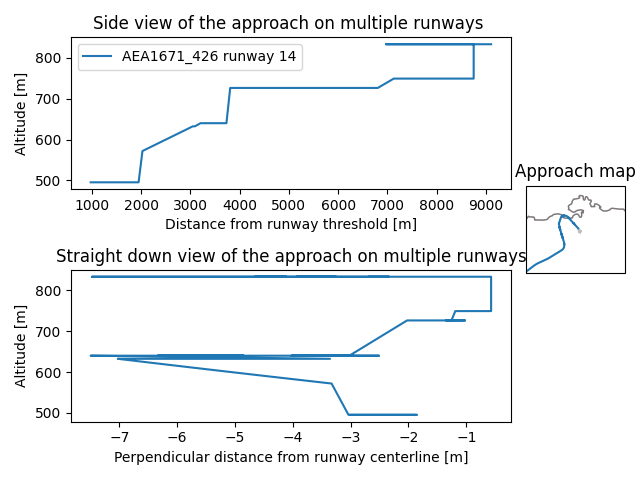 Side view of the approach on multiple runways
AEA1671_426 runway 14
Altitude [m]
800
700
600
500
1000 2000 3000 4000 5000 6000 7000 8000 9000
Distance from runway threshold [m]
Approach map
Straight down view of the approach on multiple runways
Altitude [m]
800
700
600
500
−7 −6 −5 −4 −3 −2 −1
Perpendicular distance from runway centerline [m]